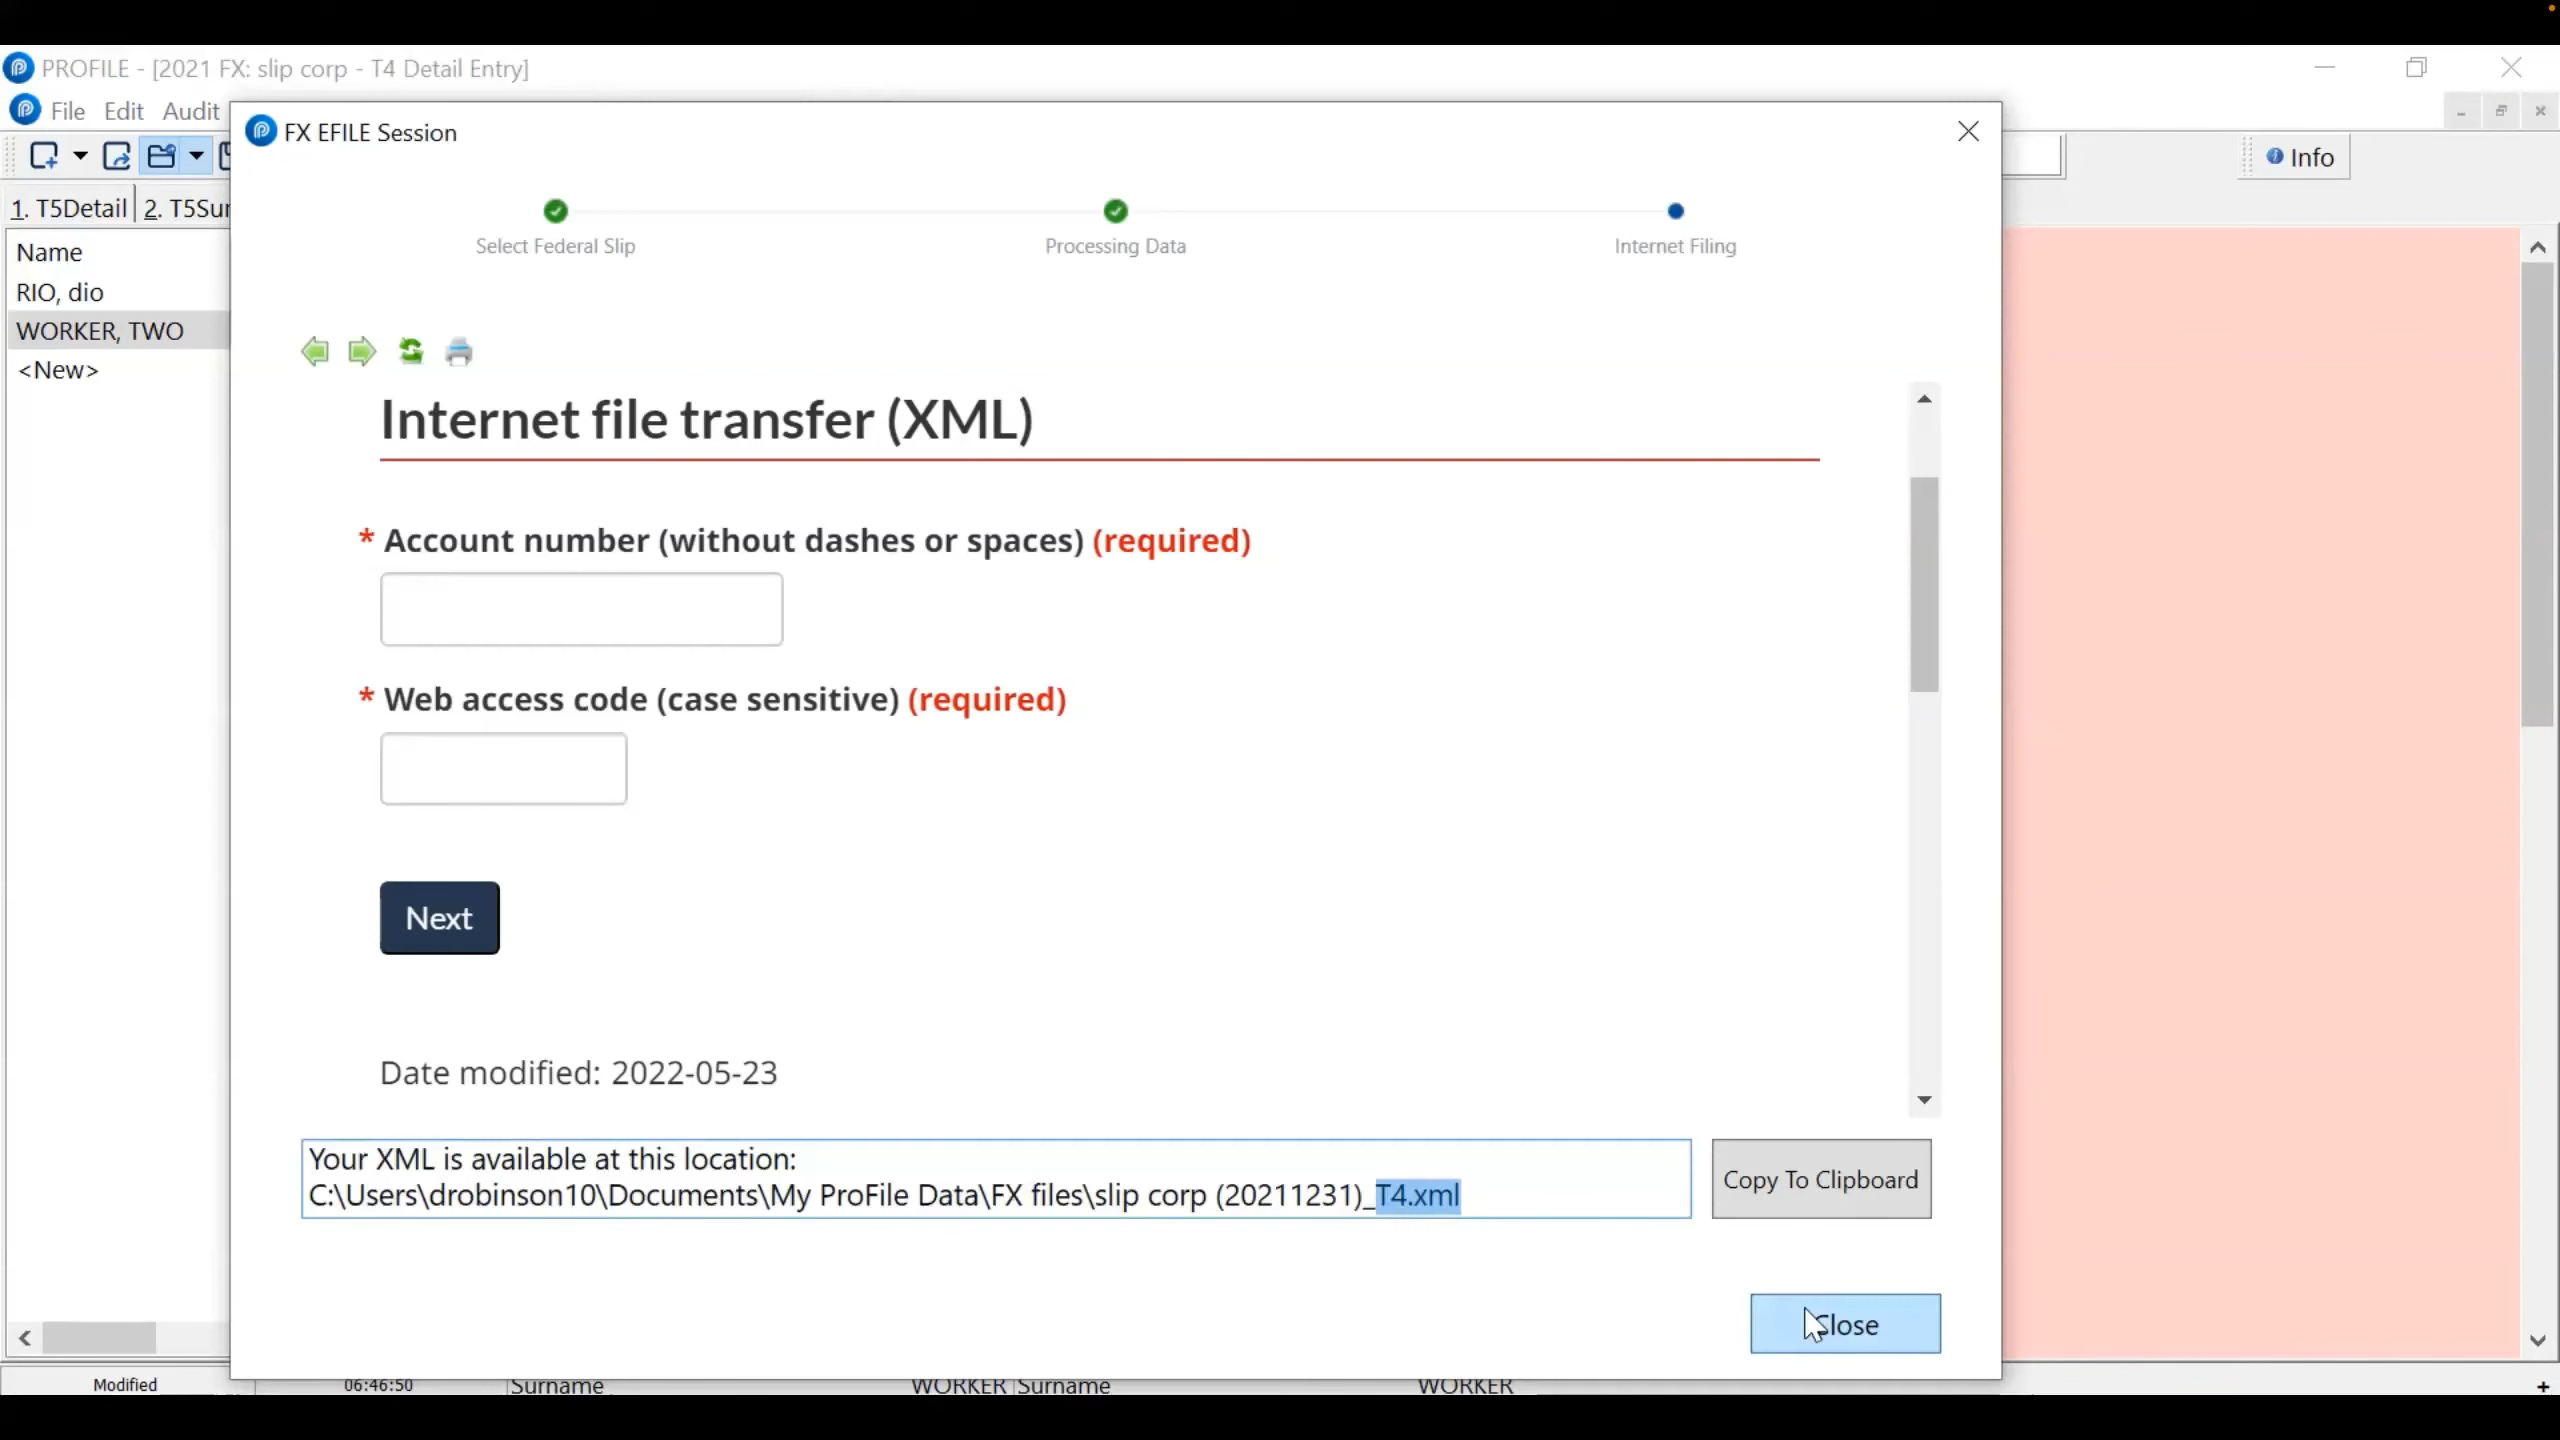 PROFILE - [2021 FX: slip corp - T4 Detail Entry]
File Edit Audit
FX EFILE Session
Info
1. T5Detail 2. T5Sur
Select Federal Slip Processing Data Internet Filing
Name
RIO, dio
WORKER, TWO
<New>
Internet file transfer (XML)
* Account number (without dashes or spaces) (required)
* Web access code (case sensitive) (required)
Next
Date modified: 2022-05-23
Your XML is available at this location:
C:\Users\drobinson10\Documents\My ProFile Data\FX files\slip corp (20211231)_T4.xml
Copy To Clipboard
Close
Modified 06:46:50 Surname WORKER Surname WORKER